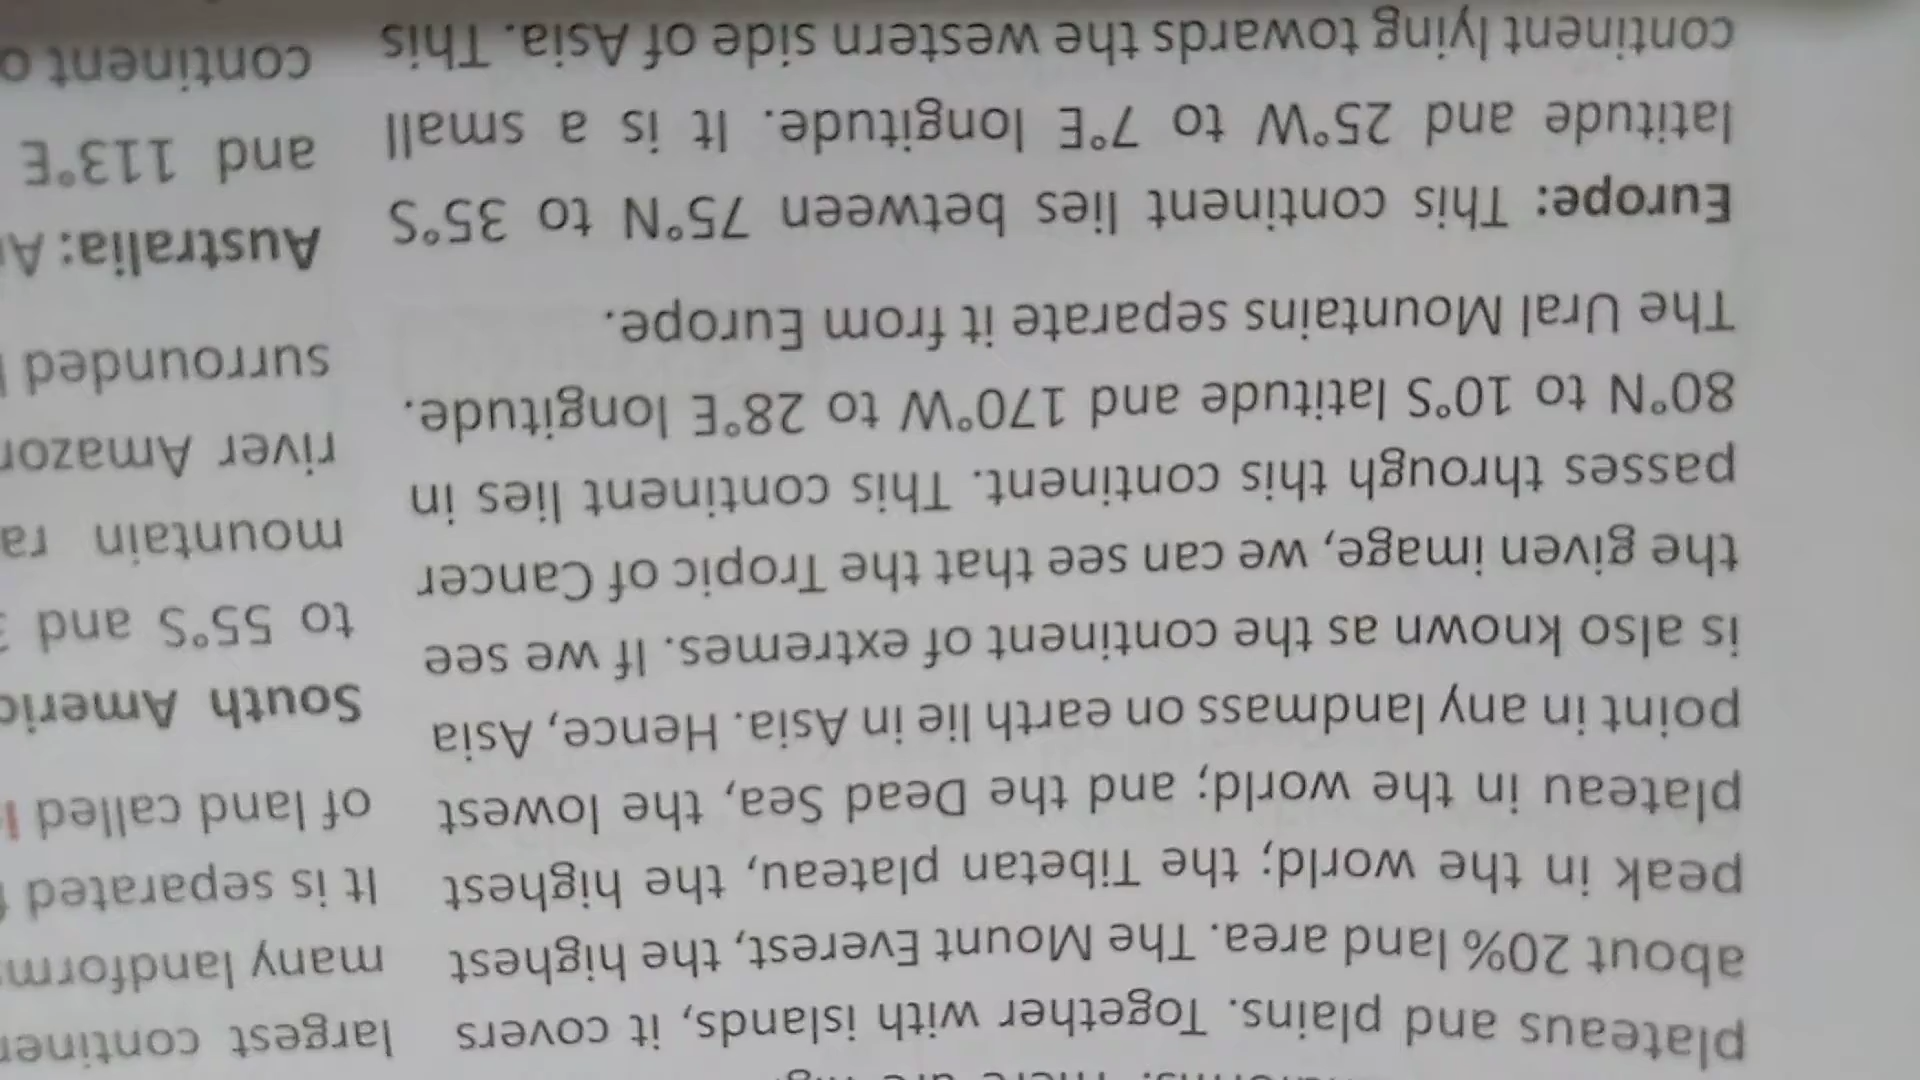 plateaus and plains. Together with islands, it covers
about 20% land area. The Mount Everest, the highest
peak in the world; the Tibetan plateau, the highest
plateau in the world; and the Dead Sea, the lowest
point in any landmass on earth lie in Asia. Hence, Asia
is also known as the continent of extremes. If we see
the given image, we can see that the Tropic of Cancer
passes through this continent. This continent lies in
80°N to 10°S latitude and 170°W to 28°E longitude.
The Ural Mountains separate it from Europe.
Europe: This continent lies between 75°N to 35°S
latitude and 25°W to 7°E longitude. It is a small
continent lying towards the western side of Asia. This
largest
many
It is separated
of land called
South
to 55°S and
mountain
river
surrounded
Australia:
and 113°E
continent